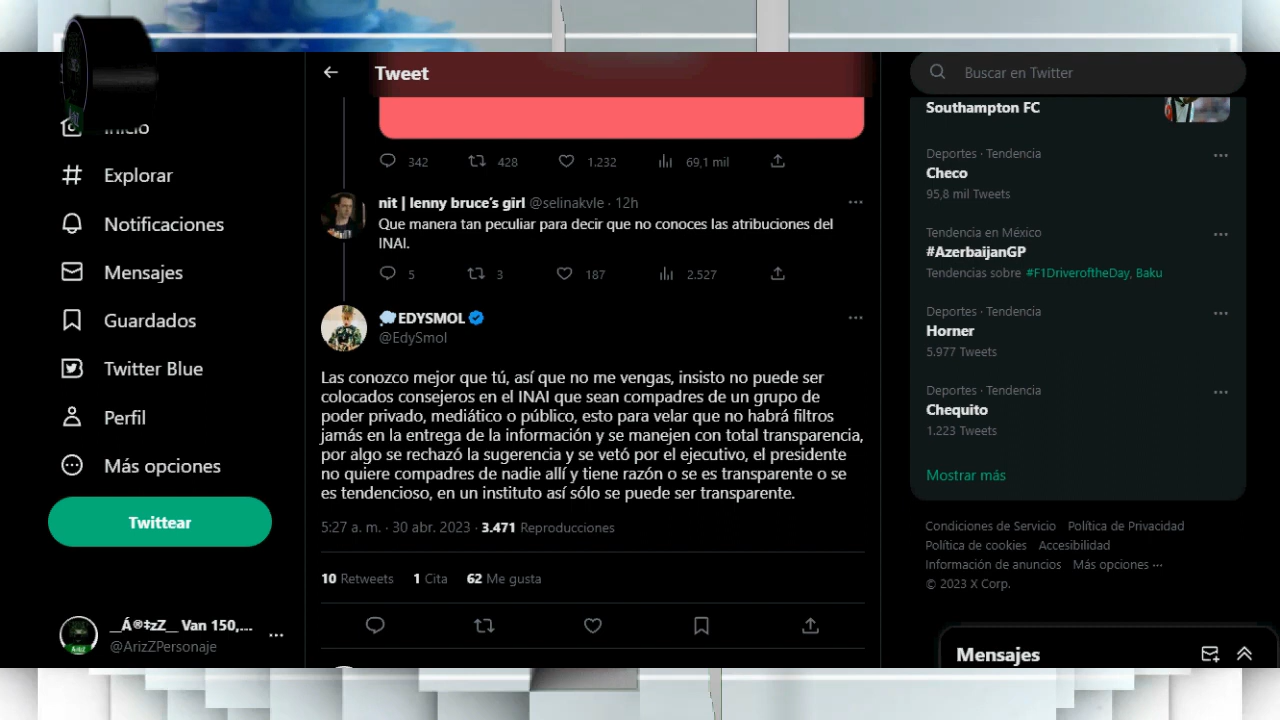 Tweet
Buscar en Twitter
Inicio
Explorar
Notificaciones
Mensajes
Guardados
Twitter Blue
Perfil
Más opciones
Twittear
__Á®‡zZ__ Van 150,...
@ArizZPersonaje
342 428 1.232 69,1 mil
nit | lenny bruce's girl @selinakvle · 12h
Que manera tan peculiar para decir que no conoces las atribuciones del
INAI.
5 3 187 2.527
EDYSMOL
@EdySmol
Las conozco mejor que tú, así que no me vengas, insisto no puede ser
colocados consejeros en el INAI que sean compadres de un grupo de
poder privado, mediático o público, esto para velar que no habrá filtros
jamás en la entrega de la información y se manejen con total transparencia,
por algo se rechazó la sugerencia y se vetó por el ejecutivo, el presidente
no quiere compadres de nadie allí y tiene razón o se es transparente o se
es tendencioso, en un instituto así sólo se puede ser transparente.
5:27 a. m. · 30 abr. 2023 · 3.471 Reproducciones
10 Retweets 1 Cita 62 Me gusta
Southampton FC
Deportes · Tendencia
Checo
95,8 mil Tweets
Tendencia en México
#AzerbaijanGP
Tendencias sobre #F1DriveroftheDay, Baku
Deportes · Tendencia
Horner
5.977 Tweets
Deportes · Tendencia
Chequito
1.223 Tweets
Mostrar más
Condiciones de Servicio Política de Privacidad
Política de cookies Accesibilidad
Información de anuncios Más opciones ···
© 2023 X Corp.
Mensajes